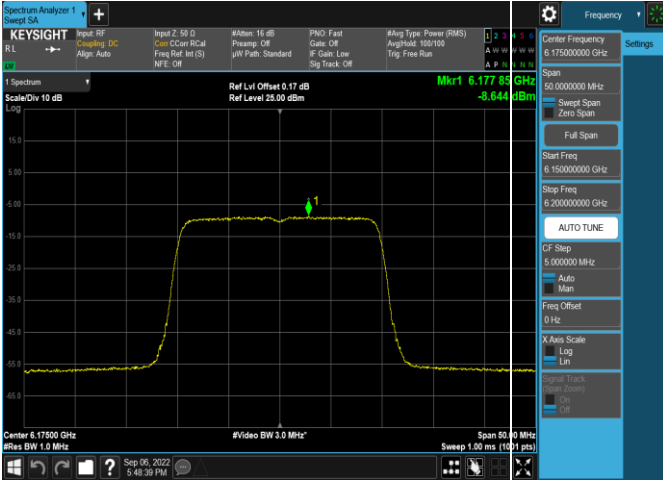 Spectrum Analyzer 1
Swept SA
+
Frequency
KEYSIGHT
RL
Input: RF
Coupling: DC
Align: Auto
Input Z: 50 Ω
Corr CCorr RCal
Freq Ref: Int (S)
NFE: Off
#Atten: 16 dB
Preamp: Off
µW Path: Standard
PNO: Fast
Gate: Off
IF Gain: Low
Sig Track: Off
#Avg Type: Power (RMS)
Avg|Hold: 100/100
Trig: Free Run
1 2 3 4 5 6
A W W W W W
A P N N N N
1 Spectrum
Scale/Div 10 dB
Log
Ref Lvl Offset 0.17 dB
Ref Level 25.00 dBm
Mkr1 6.177 85 GHz
-8.644 dBm
15.0
5.00
-5.00
-15.0
-25.0
-35.0
-45.0
-55.0
-65.0
1
Center 6.17500 GHz
#Res BW 1.0 MHz
#Video BW 3.0 MHz*
Span 50.00 MHz
Sweep 1.00 ms (1001 pts)
Sep 06, 2022
5:48:39 PM
?
Center Frequency
6.175000000 GHz
Settings
Span
50.0000000 MHz
Swept Span
Zero Span
Full Span
Start Freq
6.150000000 GHz
Stop Freq
6.200000000 GHz
AUTO TUNE
CF Step
5.000000 MHz
Auto
Man
Freq Offset
0 Hz
X Axis Scale
Log
Lin
Signal Track
(Span Zoom)
On
Off